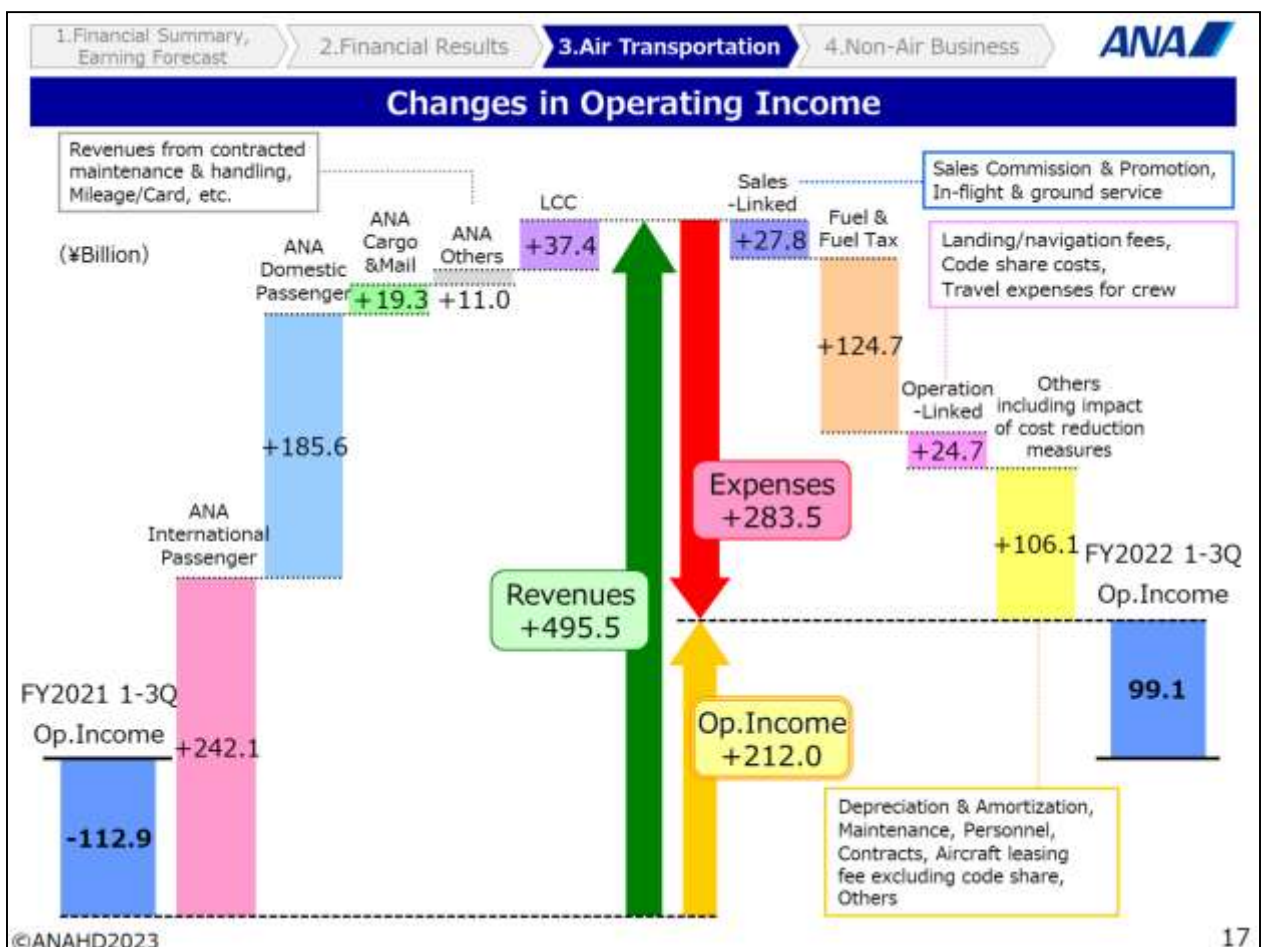 1.Financial Summary,
Earning Forecast
2.Financial Results
3.Air Transportation
4.Non-Air Business
ANA
Changes in Operating Income
Revenues from contracted
maintenance & handling,
Mileage/Card, etc.
(¥Billion)
FY2021 1-3Q
Op.Income
-112.9
ANA
International
Passenger
+242.1
ANA
Domestic
Passenger
+185.6
ANA
Cargo
&Mail
+19.3
ANA
Others
+11.0
LCC
+37.4
Revenues
+495.5
Expenses
+283.5
Op.Income
+212.0
Sales
-Linked
+27.8
Sales Commission & Promotion,
In-flight & ground service
Fuel &
Fuel Tax
+124.7
Landing/navigation fees,
Code share costs,
Travel expenses for crew
Operation
-Linked
+24.7
Others
including impact
of cost reduction
measures
+106.1
FY2022 1-3Q
Op.Income
99.1
Depreciation & Amortization,
Maintenance, Personnel,
Contracts, Aircraft leasing
fee excluding code share,
Others
©ANAHD2023
17